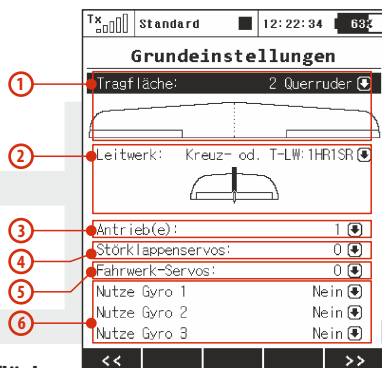 Tx Standard 12:22:34 63%
Grundeinstellungen
1 Tragfläche: 2 Querruder
2 Leitwerk: Kreuz- od. T-LW:1HR1SR
3 Antrieb(e): 1
4 Störklappenservos: 0
5 Fahrwerk-Servos: 0
Nutze Gyro 1 Nein
6 Nutze Gyro 2 Nein
Nutze Gyro 3 Nein
<< >>